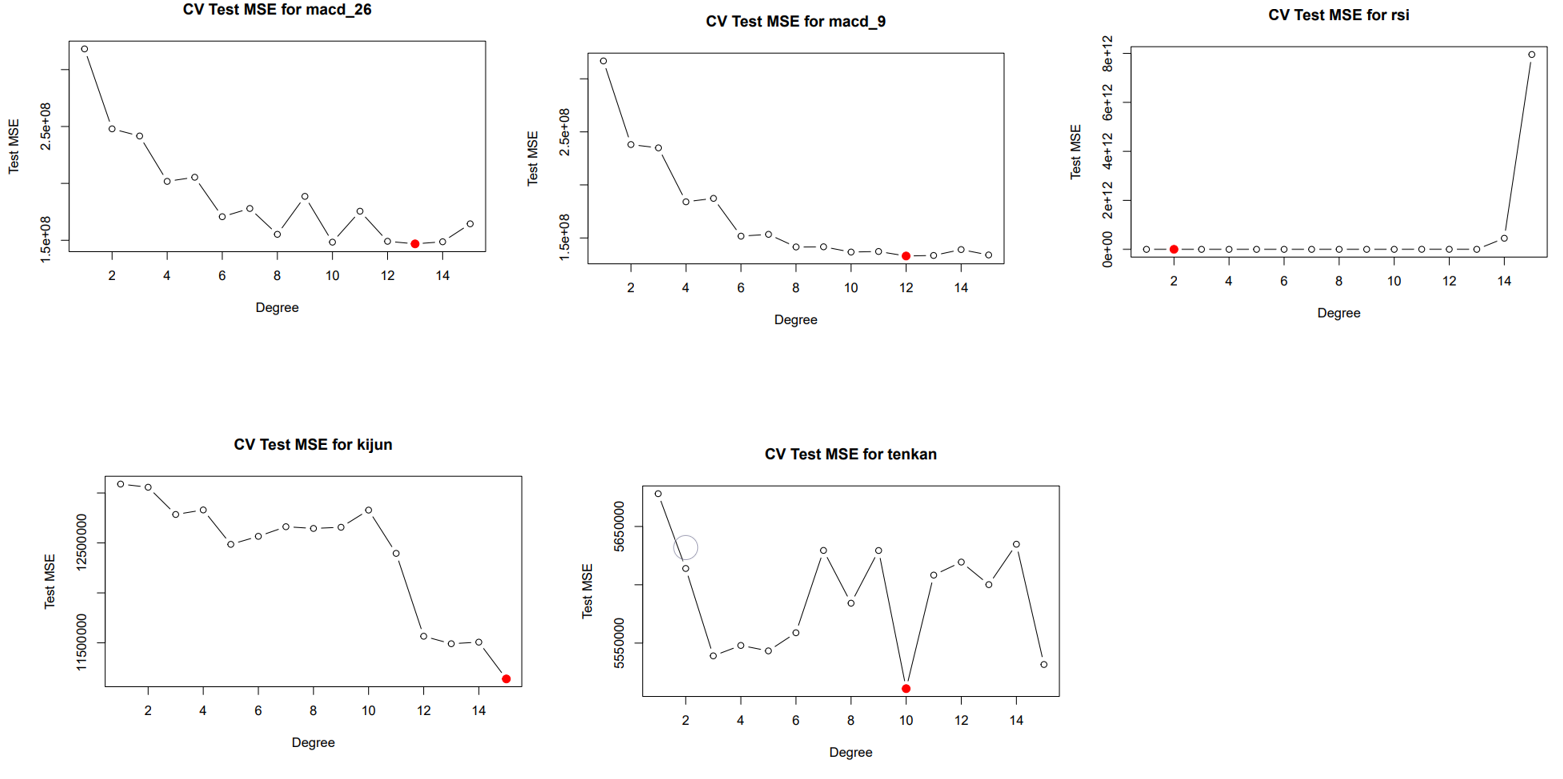 CV Test MSE for macd_26
Test MSE
1.5e+08 2.5e+08
2 4 6 8 10 12 14
Degree
CV Test MSE for macd_9
Test MSE
1.5e+08 2.5e+08
2 4 6 8 10 12 14
Degree
CV Test MSE for rsi
Test MSE
0e+00 2e+12 4e+12 6e+12 8e+12
2 4 6 8 10 12 14
Degree
CV Test MSE for kijun
Test MSE
11500000 12500000
2 4 6 8 10 12 14
Degree
CV Test MSE for tenkan
Test MSE
5550000 5650000
2 4 6 8 10 12 14
Degree